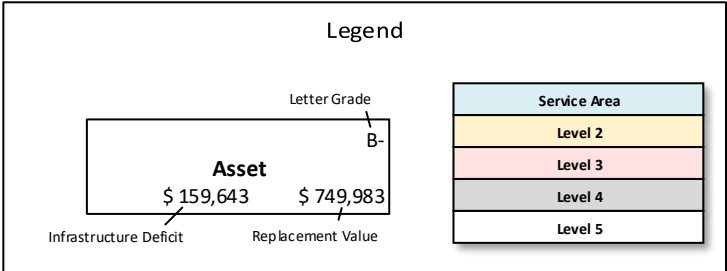 Legend
Letter Grade
B-
Asset
$ 159,643 $ 749,983
Infrastructure Deficit Replacement Value
Service Area
Level 2
Level 3
Level 4
Level 5